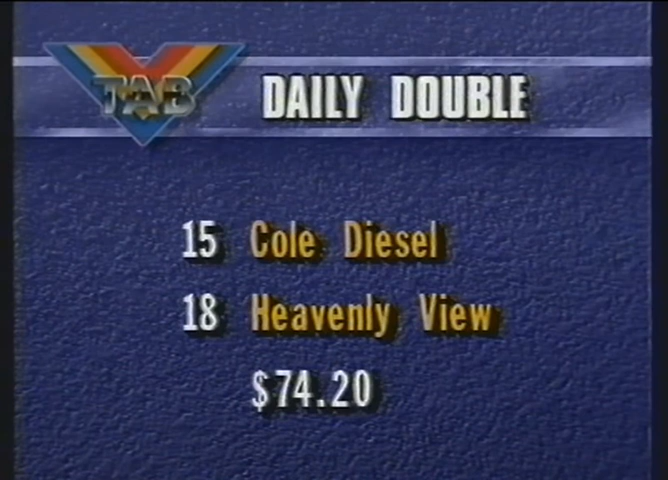 TAB
DAILY DOUBLE
15 Cole Diesel
18 Heavenly View
$74.20